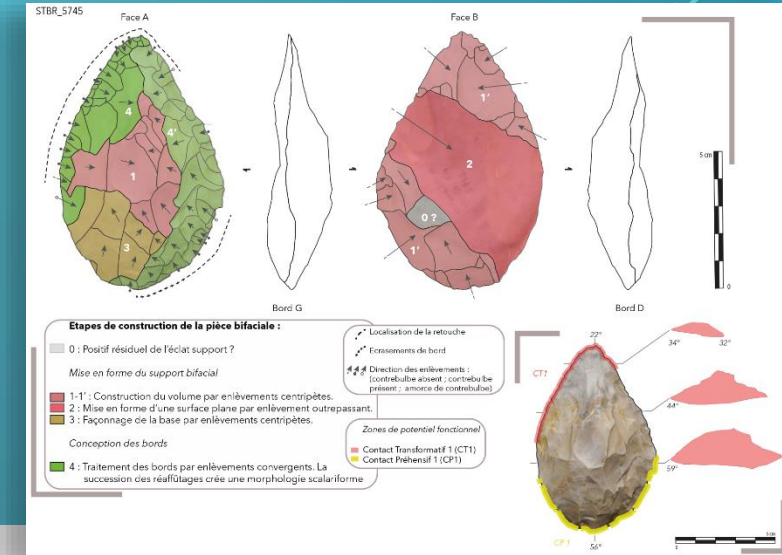 STBR_5745
Face A
Face B
4
4'
1
3
1'
2
0 ?
1'
5 cm
0
Bord G
Bord D
Etapes de construction de la pièce bifaciale :
0 : Positif résiduel de l'éclat support ?
Mise en forme du support bifacial
1-1' : Construction du volume par enlèvements centripètes.
2 : Mise en forme d'une surface plane par enlèvement outrepassant.
3 : Façonnage de la base par enlèvements centripètes.
Conception des bords
4 : Traitement des bords par enlèvements convergents. La
succession des réaffûtages crée une morphologie scalariforme
Localisation de la retouche
Ecrasements de bord
Direction des enlèvements :
(contrebulbe absent ; contrebulbe
présent ; amorce de contrebulbe)
Zones de potentiel fonctionnel
Contact Transformatif 1 (CT1)
Contact Préhensif 1 (CP1)
22°
CT1
34°
32°
44°
59°
CP 1
56°
5 cm